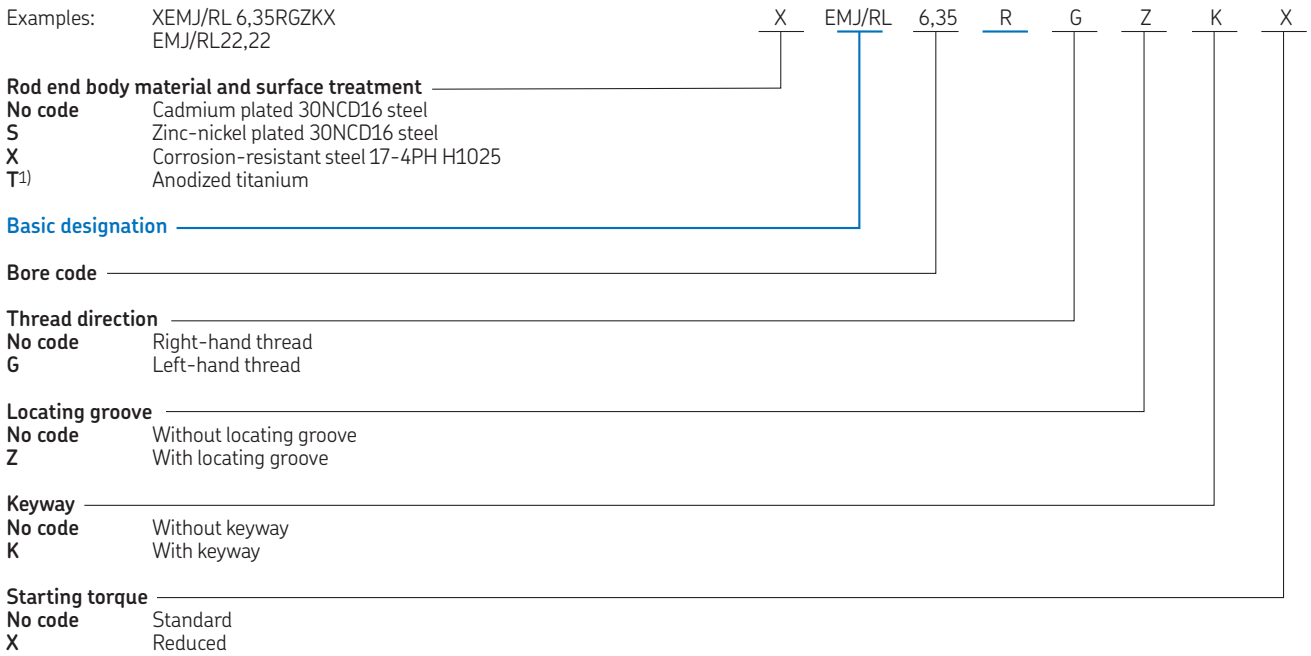 Examples: XEMJ/RL 6,35RGZKX X EMJ/RL 6,35 R G Z K X
EMJ/RL22,22
Rod end body material and surface treatment
No code Cadmium plated 30NCD16 steel
S Zinc-nickel plated 30NCD16 steel
X Corrosion-resistant steel 17-4PH H1025
T1) Anodized titanium
Basic designation
Bore code
Thread direction
No code Right-hand thread
G Left-hand thread
Locating groove
No code Without locating groove
Z With locating groove
Keyway
No code Without keyway
K With keyway
Starting torque
No code Standard
X Reduced